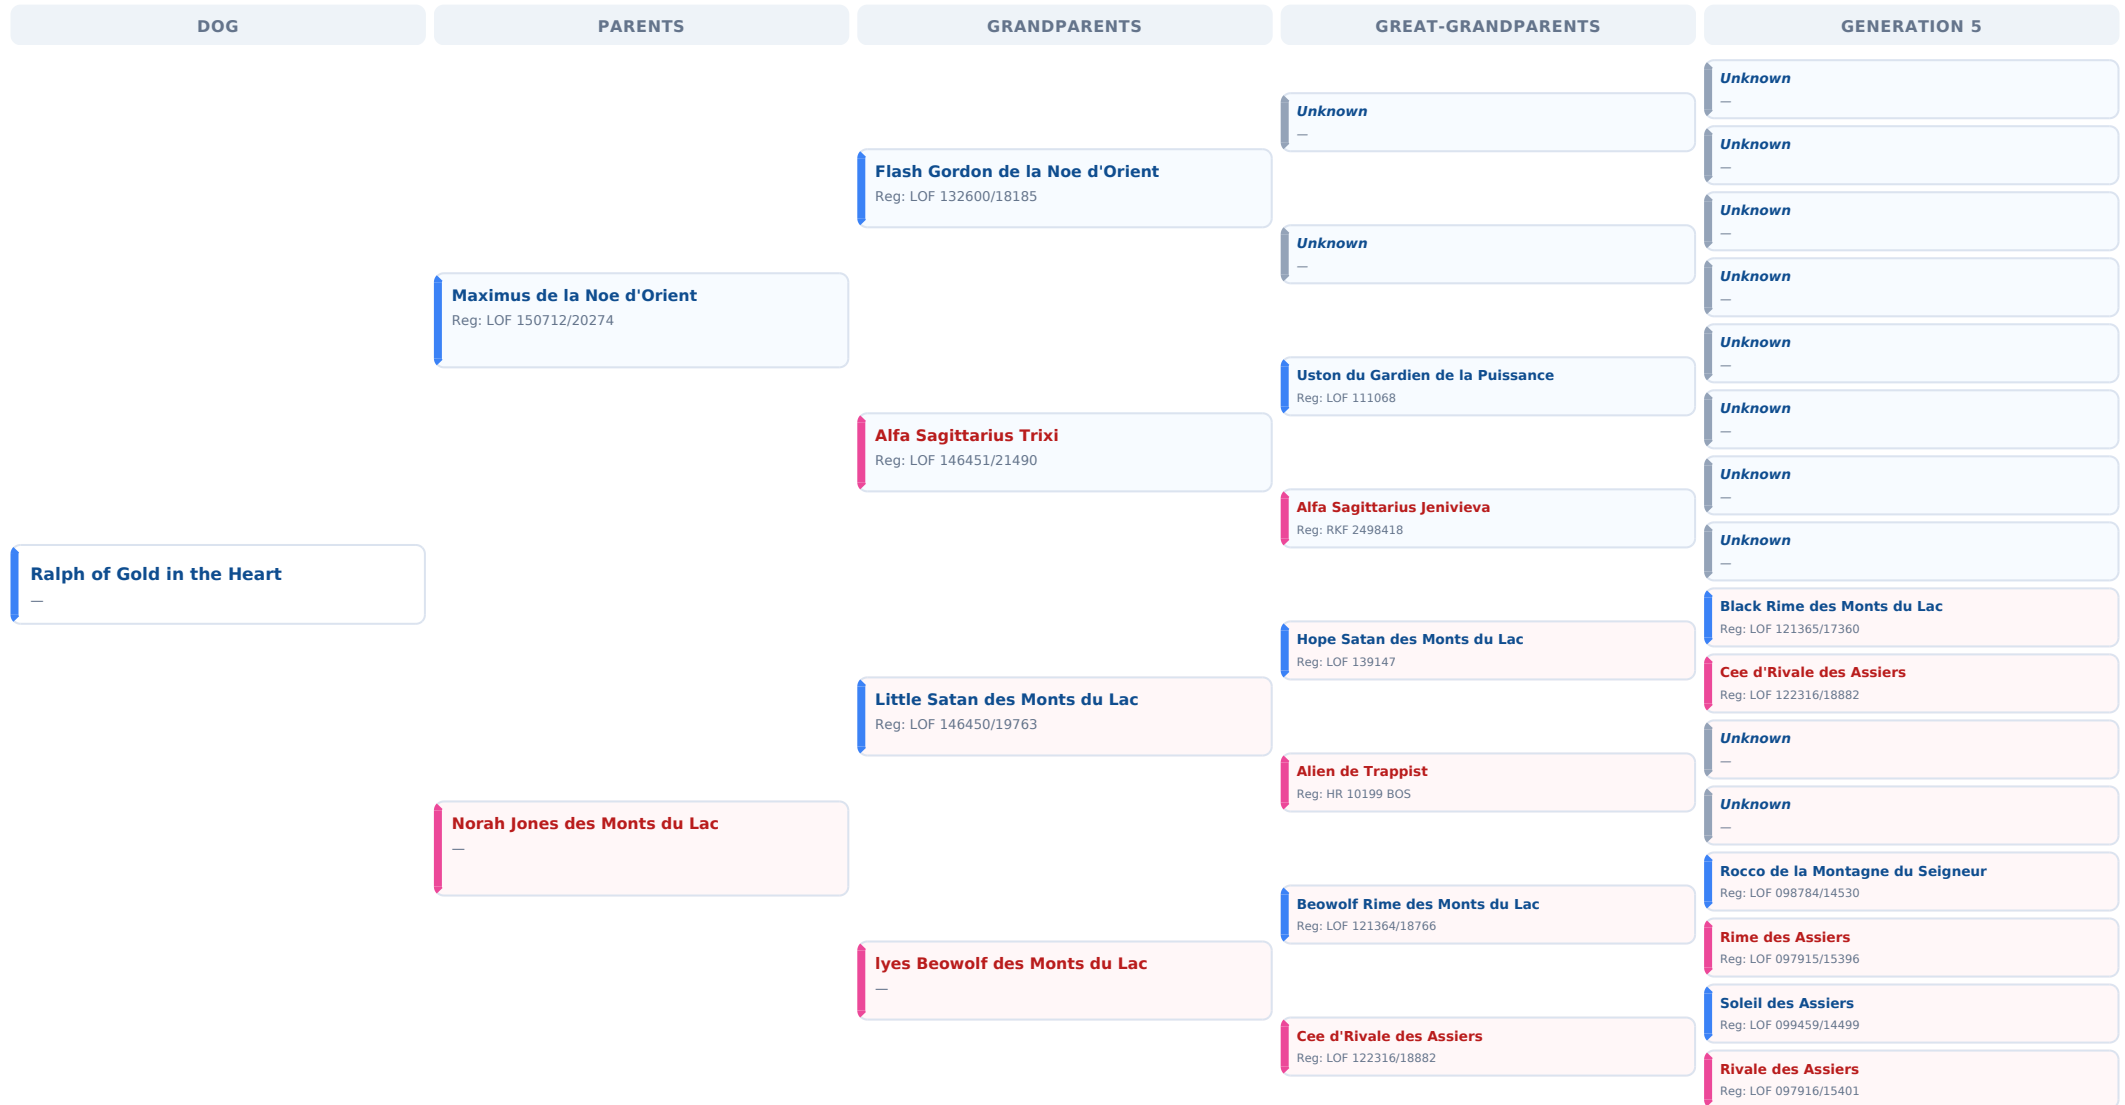 DOG
PARENTS
GRANDPARENTS
GREAT-GRANDPARENTS
GENERATION 5
Ralph of Gold in the Heart
—
Maximus de la Noe d'Orient
Reg: LOF 150712/20274
Norah Jones des Monts du Lac
—
Flash Gordon de la Noe d'Orient
Reg: LOF 132600/18185
Alfa Sagittarius Trixi
Reg: LOF 146451/21490
Little Satan des Monts du Lac
Reg: LOF 146450/19763
lyes Beowolf des Monts du Lac
—
Unknown
—
Unknown
—
Uston du Gardien de la Puissance
Reg: LOF 111068
Alfa Sagittarius Jenivieva
Reg: RKF 2498418
Hope Satan des Monts du Lac
Reg: LOF 139147
Alien de Trappist
Reg: HR 10199 BOS
Beowolf Rime des Monts du Lac
Reg: LOF 121364/18766
Cee d'Rivale des Assiers
Reg: LOF 122316/18882
Unknown
—
Unknown
—
Unknown
—
Unknown
—
Unknown
—
Unknown
—
Unknown
—
Unknown
—
Black Rime des Monts du Lac
Reg: LOF 121365/17360
Cee d'Rivale des Assiers
Reg: LOF 122316/18882
Unknown
—
Unknown
—
Rocco de la Montagne du Seigneur
Reg: LOF 098784/14530
Rime des Assiers
Reg: LOF 097915/15396
Soleil des Assiers
Reg: LOF 099459/14499
Rivale des Assiers
Reg: LOF 097916/15401